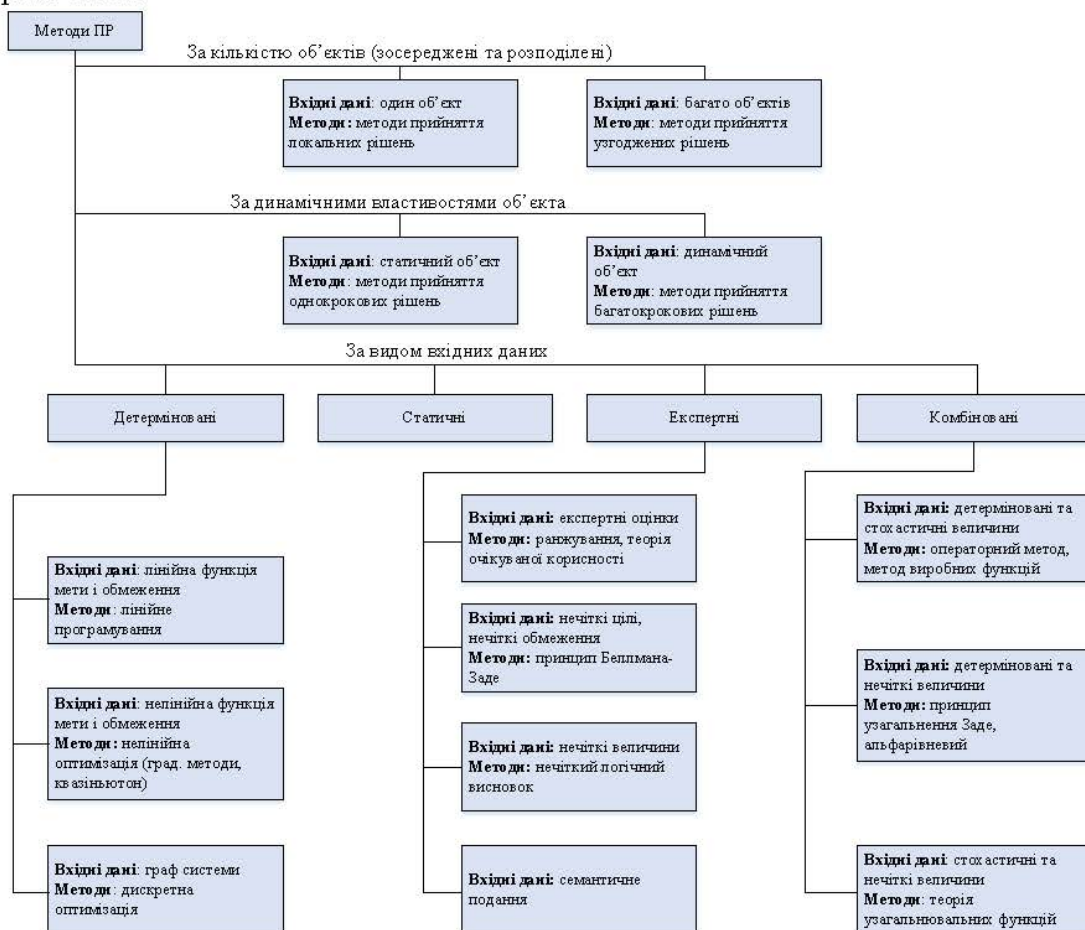 Методи ПР
За кількістю об’єктів (зосереджені та розподілені)
Вхідні дані: один об’єкт
Методи: методи прийняття
локальних рішень
Вхідні дані: багато об’єктів
Методи: методи прийняття
узгоджених рішень
За динамічними властивостями об’єкта
Вхідні дані: статичний об’єкт
Методи: методи прийняття
однокрокових рішень
Вхідні дані: динамічний
об’єкт
Методи: методи прийняття
багатокрокових рішень
За видом вхідних даних
Детерміновані
Статичні
Експертні
Комбіновані
Вхідні дані: лінійна функція
мети і обмеження
Методи: лінійне
програмування
Вхідні дані: нелінійна функція
мети і обмеження
Методи: нелінійна
оптимізація (град. методи,
квазіньютон)
Вхідні дані: граф системи
Методи: дискретна
оптимізація
Вхідні дані: експертні оцінки
Методи: ранжування, теорія
очікуваної корисності
Вхідні дані: нечіткі цілі,
нечіткі обмеження
Методи: принцип Беллмана-
Заде
Вхідні дані: нечіткі величини
Методи: нечіткий логічний
висновок
Вхідні дані: семантичне
подання
Вхідні дані: детерміновані та
стохастичні величини
Методи: операторний метод,
метод виробних функцій
Вхідні дані: детерміновані та
нечіткі величини
Методи: принцип
узагальнення Заде,
альфарівневий
Вхідні дані: стохастичні та
нечіткі величини
Методи: теорія
узагальнювальних функцій